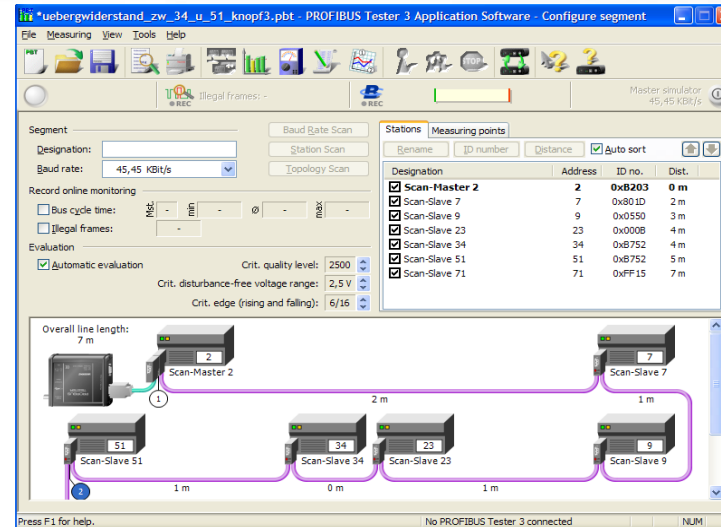 *uebergwiderstand_zw_34_u_51_knopf3.pbt - PROFIBUS Tester 3 Application Software - Configure segment
File Measuring View Tools Help
PBT STOP
REC Illegal frames: - REC Master simulator
45,45 KBit/s
Segment Baud Rate Scan
Designation: Station Scan
Baud rate: 45,45 KBit/s Topology Scan
Record online monitoring
Bus cycle time: Mst. - min - Ø - max -
Illegal frames: -
Evaluation
Automatic evaluation Crit. quality level: 2500
Crit. disturbance-free voltage range: 2,5 V
Crit. edge (rising and falling): 6/16
Stations Measuring points
Rename ID number Distance Auto sort
Designation Address ID no. Dist.
Scan-Master 2 2 0xB203 0 m
Scan-Slave 7 7 0x801D 2 m
Scan-Slave 9 9 0x0550 3 m
Scan-Slave 23 23 0x000B 4 m
Scan-Slave 34 34 0xB752 4 m
Scan-Slave 51 51 0xB752 5 m
Scan-Slave 71 71 0xFF15 7 m
Overall line length:
7 m
2 7
Scan-Master 2 Scan-Slave 7
1 2 m 1 m
51 34 23 9
Scan-Slave 51 Scan-Slave 34 Scan-Slave 23 Scan-Slave 9
2 1 m 0 m 1 m
Press F1 for help. No PROFIBUS Tester 3 connected NUM